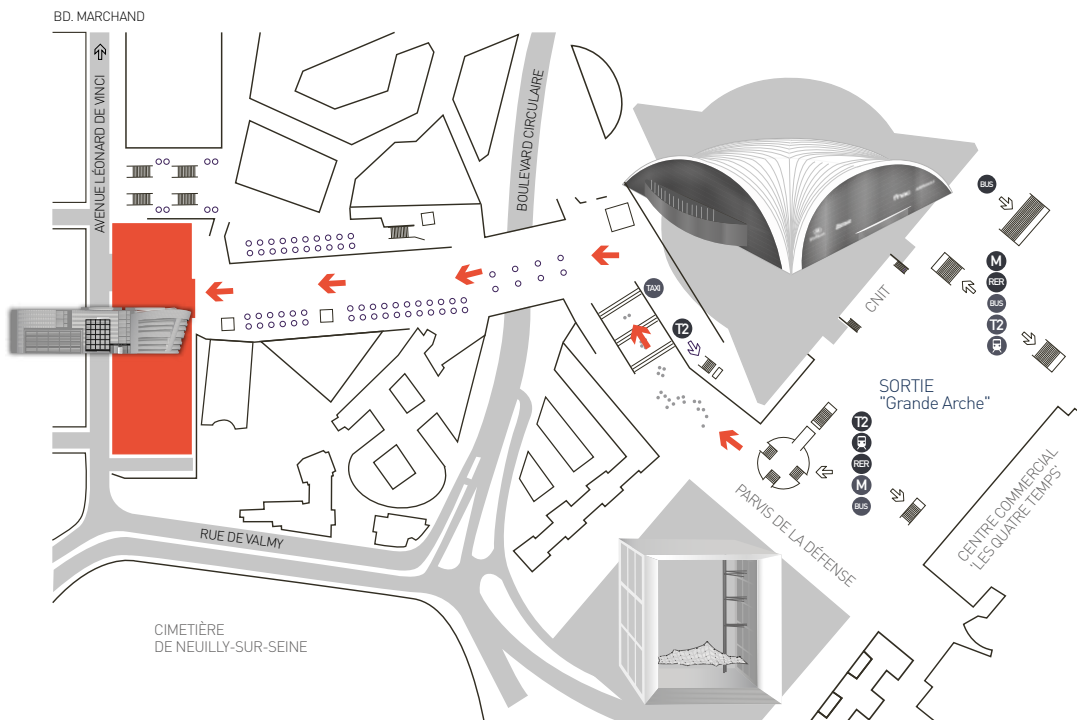 BD. MARCHAND
AVENUE LÉONARD DE VINCI
BOULEVARD CIRCULAIRE
BUS
M
RER
BUS
T2
TAXI
T2
CNIT
SORTIE
"Grande Arche"
T2
RER
M
BUS
PARVIS DE LA DÉFENSE
CENTRE COMMERCIAL
'LES QUATRE TEMPS'
RUE DE VALMY
CIMETIÈRE
DE NEUILLY-SUR-SEINE